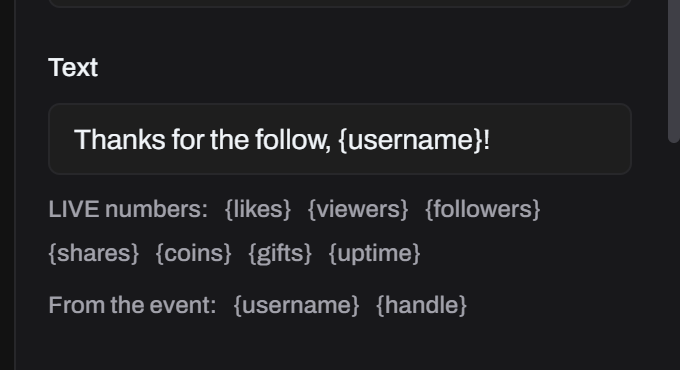 Text
Thanks for the follow, {username}!
LIVE numbers: {likes} {viewers} {followers}
{shares} {coins} {gifts} {uptime}
From the event: {username} {handle}